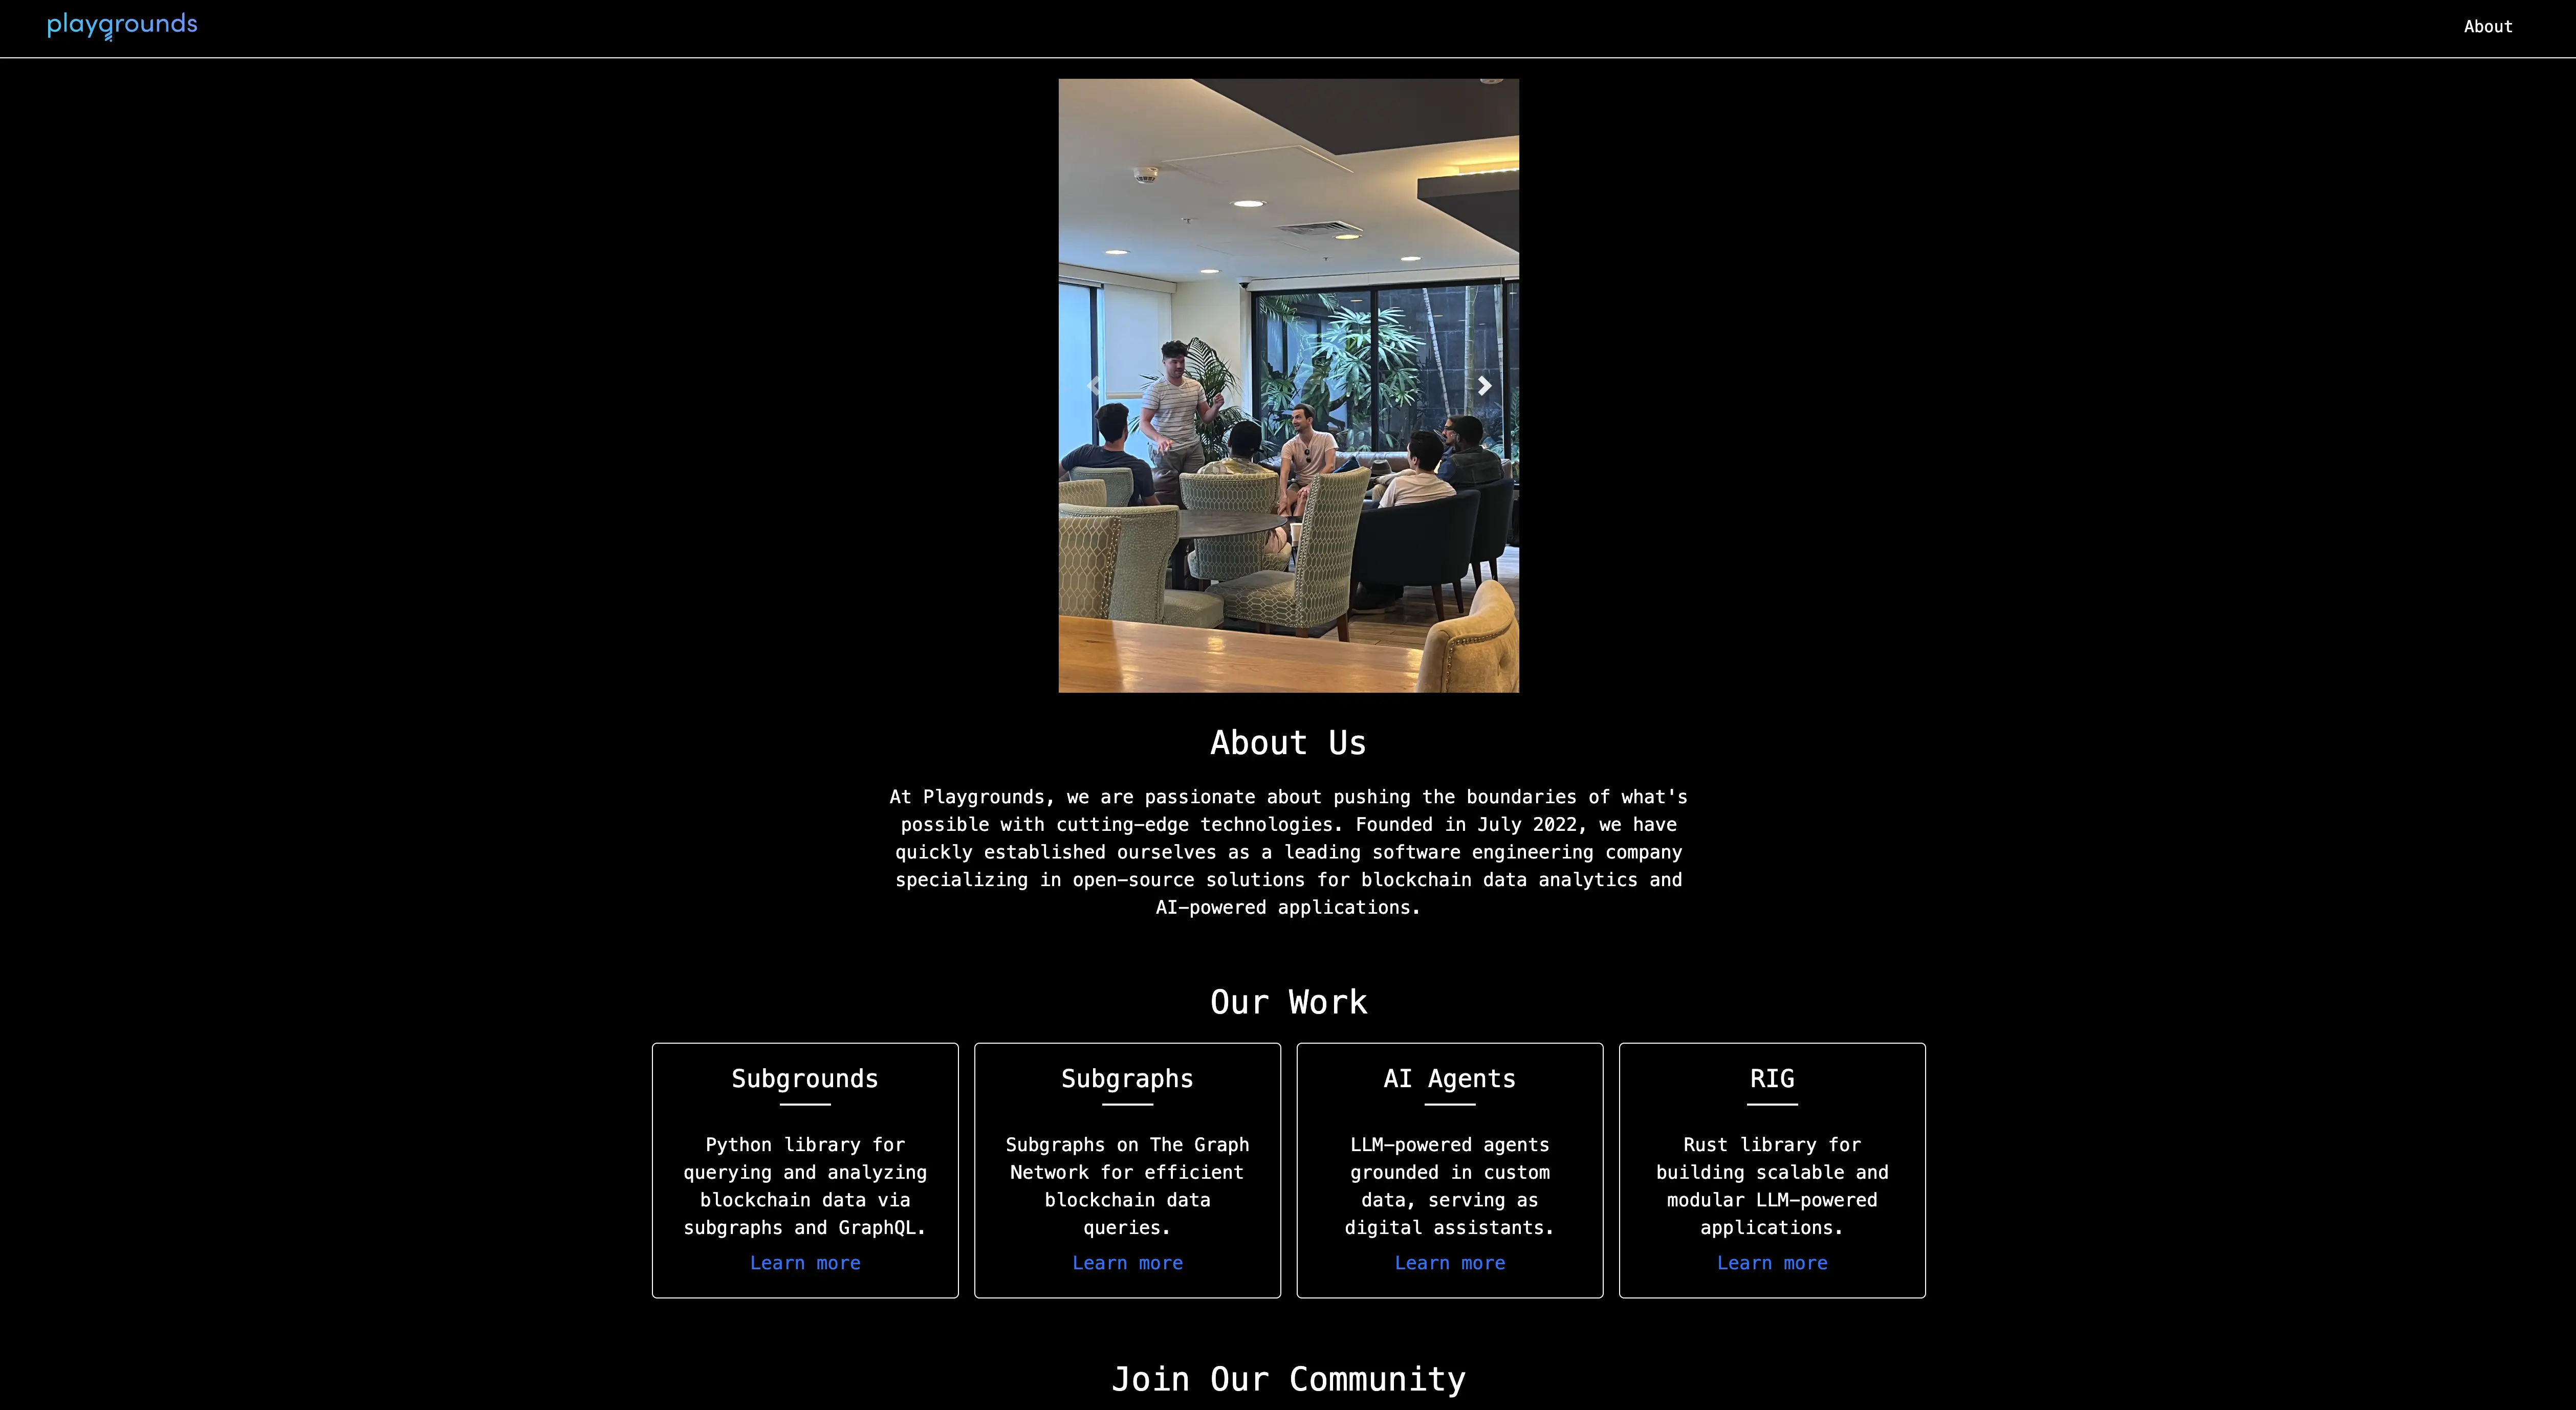 playgrounds
About
About Us
At Playgrounds, we are passionate about pushing the boundaries of what's
possible with cutting-edge technologies. Founded in July 2022, we have
quickly established ourselves as a leading software engineering company
specializing in open-source solutions for blockchain data analytics and
AI-powered applications.
Our Work
Subgrounds
Python library for
querying and analyzing
blockchain data via
subgraphs and GraphQL.
Learn more
Subgraphs
Subgraphs on The Graph
Network for efficient
blockchain data
queries.
Learn more
AI Agents
LLM-powered agents
grounded in custom
data, serving as
digital assistants.
Learn more
RIG
Rust library for
building scalable and
modular LLM-powered
applications.
Learn more
Join Our Community